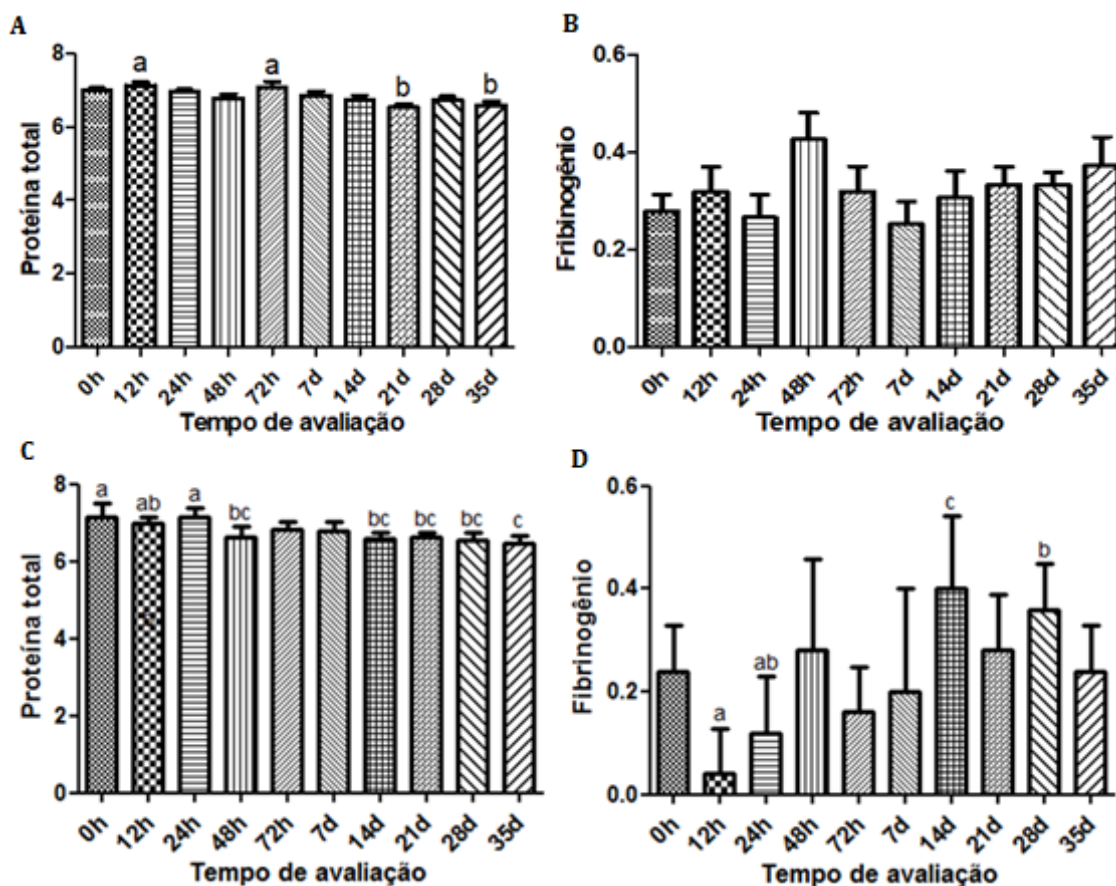 A
Proteína total
8
6
4
2
0
a
a
b
b
0h 12h 24h 48h 72h 7d 14d 21d 28d 35d
Tempo de avaliação
B
Fribinogênio
0.6
0.4
0.2
0.0
0h 12h 24h 48h 72h 7d 14d 21d 28d 35d
Tempo de avaliação
C
Proteína total
8
6
4
2
0
a ab a bc bc bc bc c
0h 12h 24h 48h 72h 7d 14d 21d 28d 35d
Tempo de avaliação
D
Fibrinogênio
0.6
0.4
0.2
0.0
a
ab
c
b
0h 12h 24h 48h 72h 7d 14d 21d 28d 35d
Tempo de avaliação